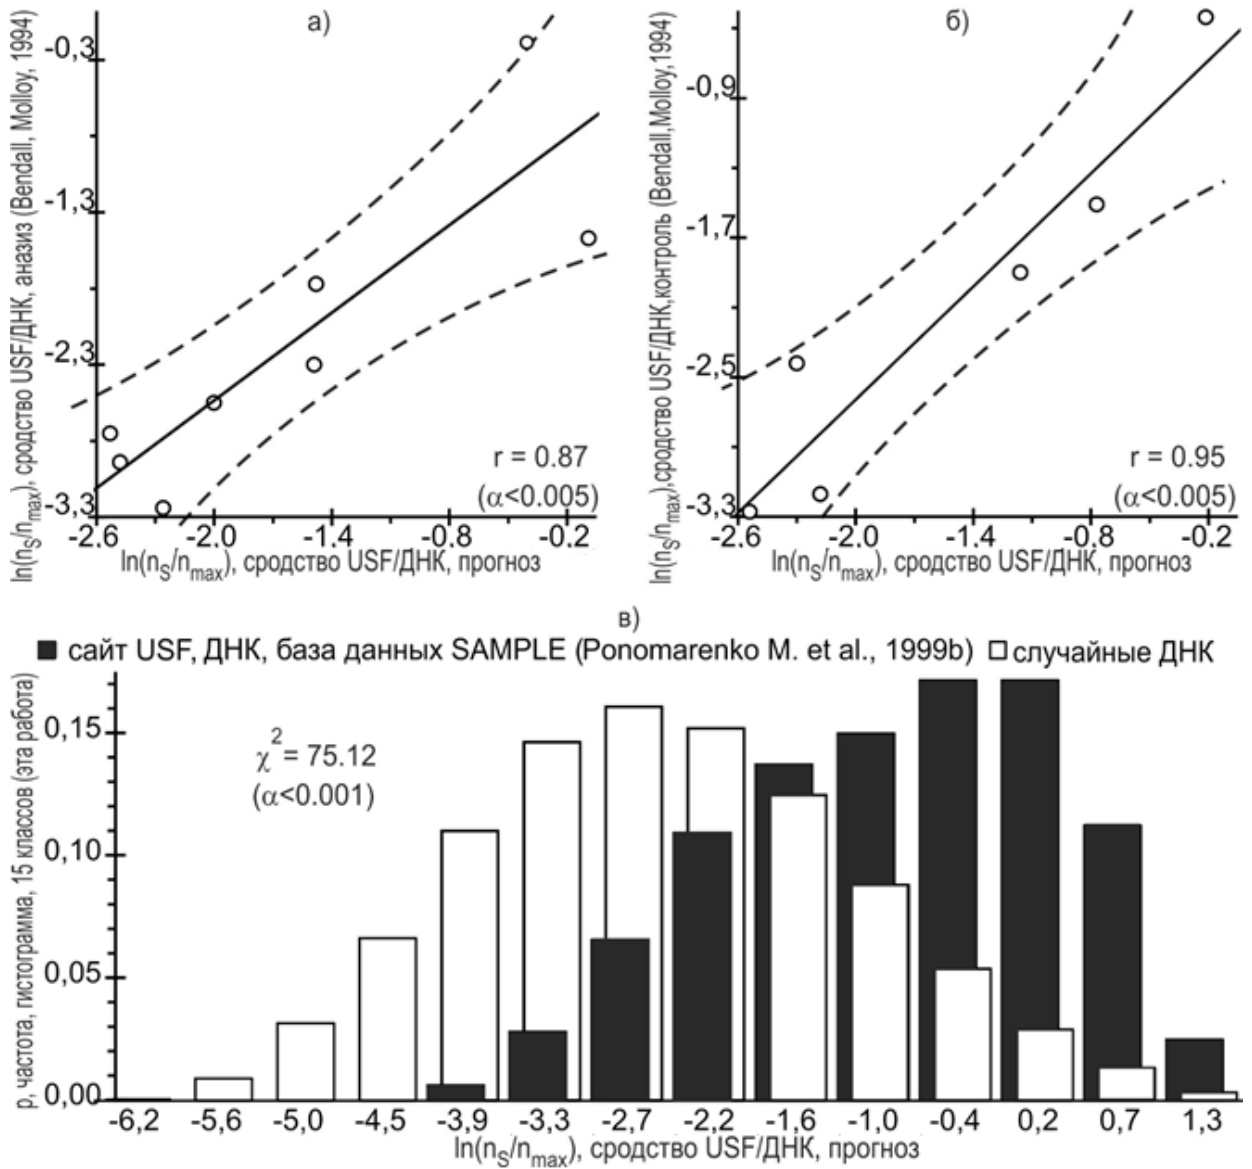 а)
ln(nS/nmax), сродство USF/ДНК, аназиз (Bendall, Molloy, 1994)
-0,3
-1,3
-2,3
-3,3
r = 0.87
(α<0.005)
-2.6 -2.0 -1.4 -0.8 -0.2
ln(nS/nmax), сродство USF/ДНК, прогноз
б)
ln(nS/nmax),сродство USF/ДНК,контроль (Bendall,Molloy,1994)
-0,9
-1,7
-2,5
-3,3
r = 0.95
(α<0.005)
-2.6 -2.0 -1.4 -0.8 -0.2
ln(nS/nmax), сродство USF/ДНК, прогноз
в)
сайт USF, ДНК, база данных SAMPLE (Ponomarenko M. et al., 1999b) случайные ДНК
p, частота, гистограмма, 15 классов (эта работа)
0,15
0,10
0,05
0,00
χ2 = 75.12
(α<0.001)
-6,2 -5,6 -5,0 -4,5 -3,9 -3,3 -2,7 -2,2 -1,6 -1,0 -0,4 0,2 0,7 1,3
ln(nS/nmax), сродство USF/ДНК, прогноз